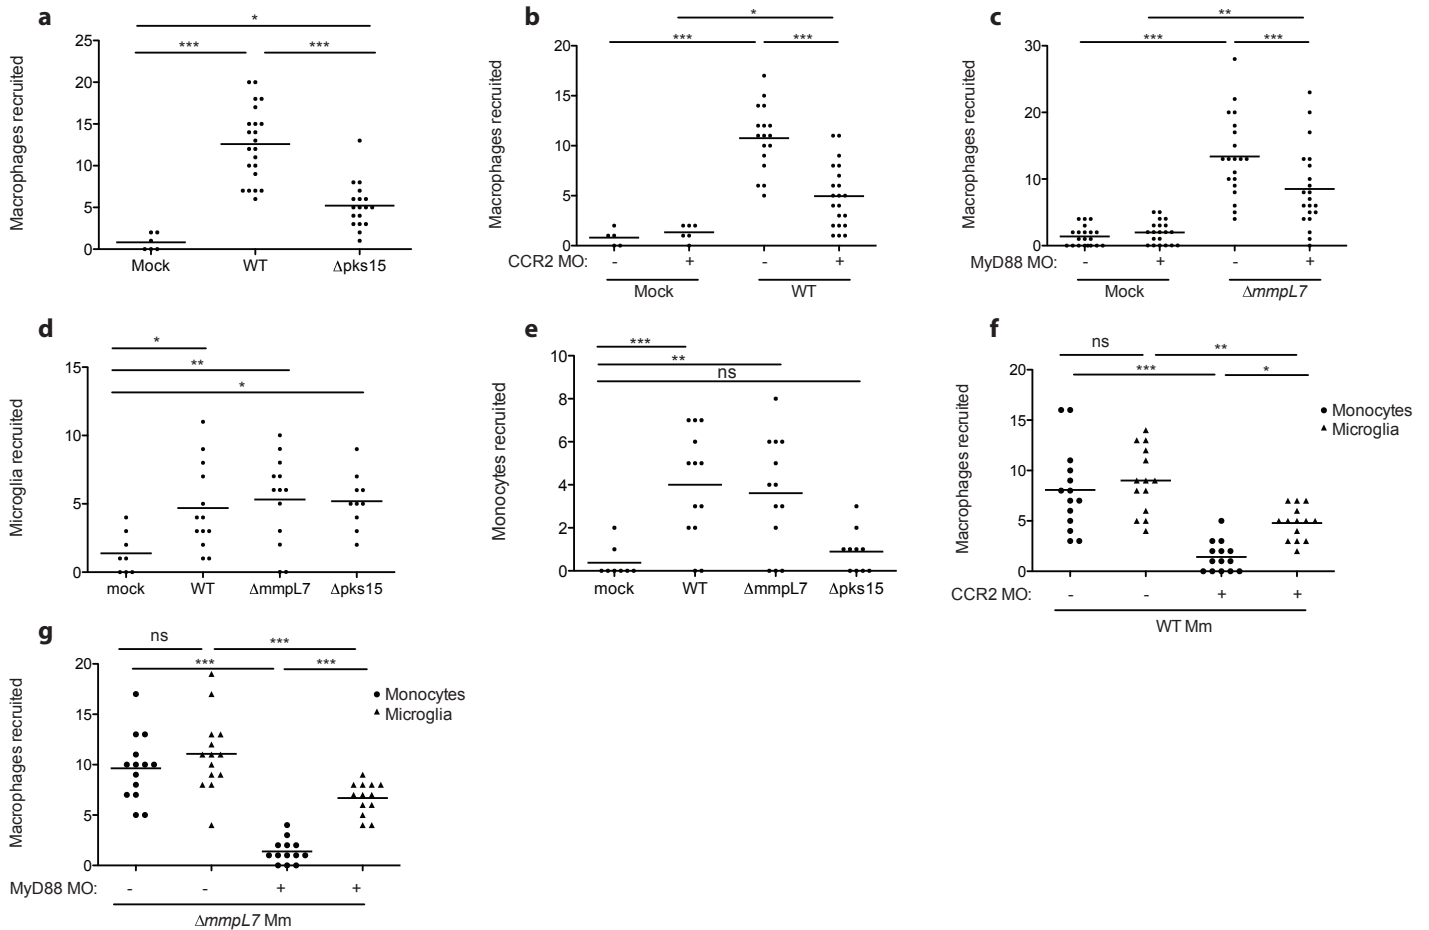 a
*
***
***
Macrophages recruited
25
20
15
10
5
0
Mock
WT
Δpks15
b
*
***
***
Macrophages recruited
20
15
10
5
0
CCR2 MO:
-
+
-
+
Mock
WT
c
**
***
***
Macrophages recruited
30
20
10
0
MyD88 MO:
-
+
-
+
Mock
ΔmmpL7
d
*
**
*
Microglia recruited
15
10
5
0
mock
WT
ΔmmpL7
Δpks15
e
***
**
ns
Monocytes recruited
10
8
6
4
2
0
mock
WT
ΔmmpL7
Δpks15
f
ns
**
***
*
Macrophages recruited
20
15
10
5
0
Monocytes
Microglia
CCR2 MO:
-
-
+
+
WT Mm
g
ns
***
***
***
Macrophages recruited
20
15
10
5
0
Monocytes
Microglia
MyD88 MO:
-
-
+
+
ΔmmpL7 Mm